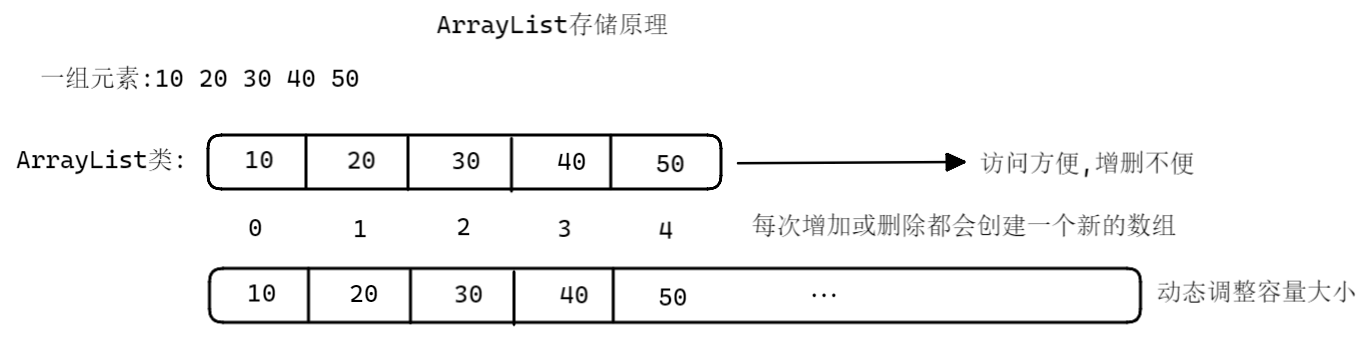 ArrayList存储原理
一组元素:10 20 30 40 50
ArrayList类: 10 20 30 40 50 访问方便,增删不便
0 1 2 3 4 每次增加或删除都会创建一个新的数组
10 20 30 40 50 ··· 动态调整容量大小